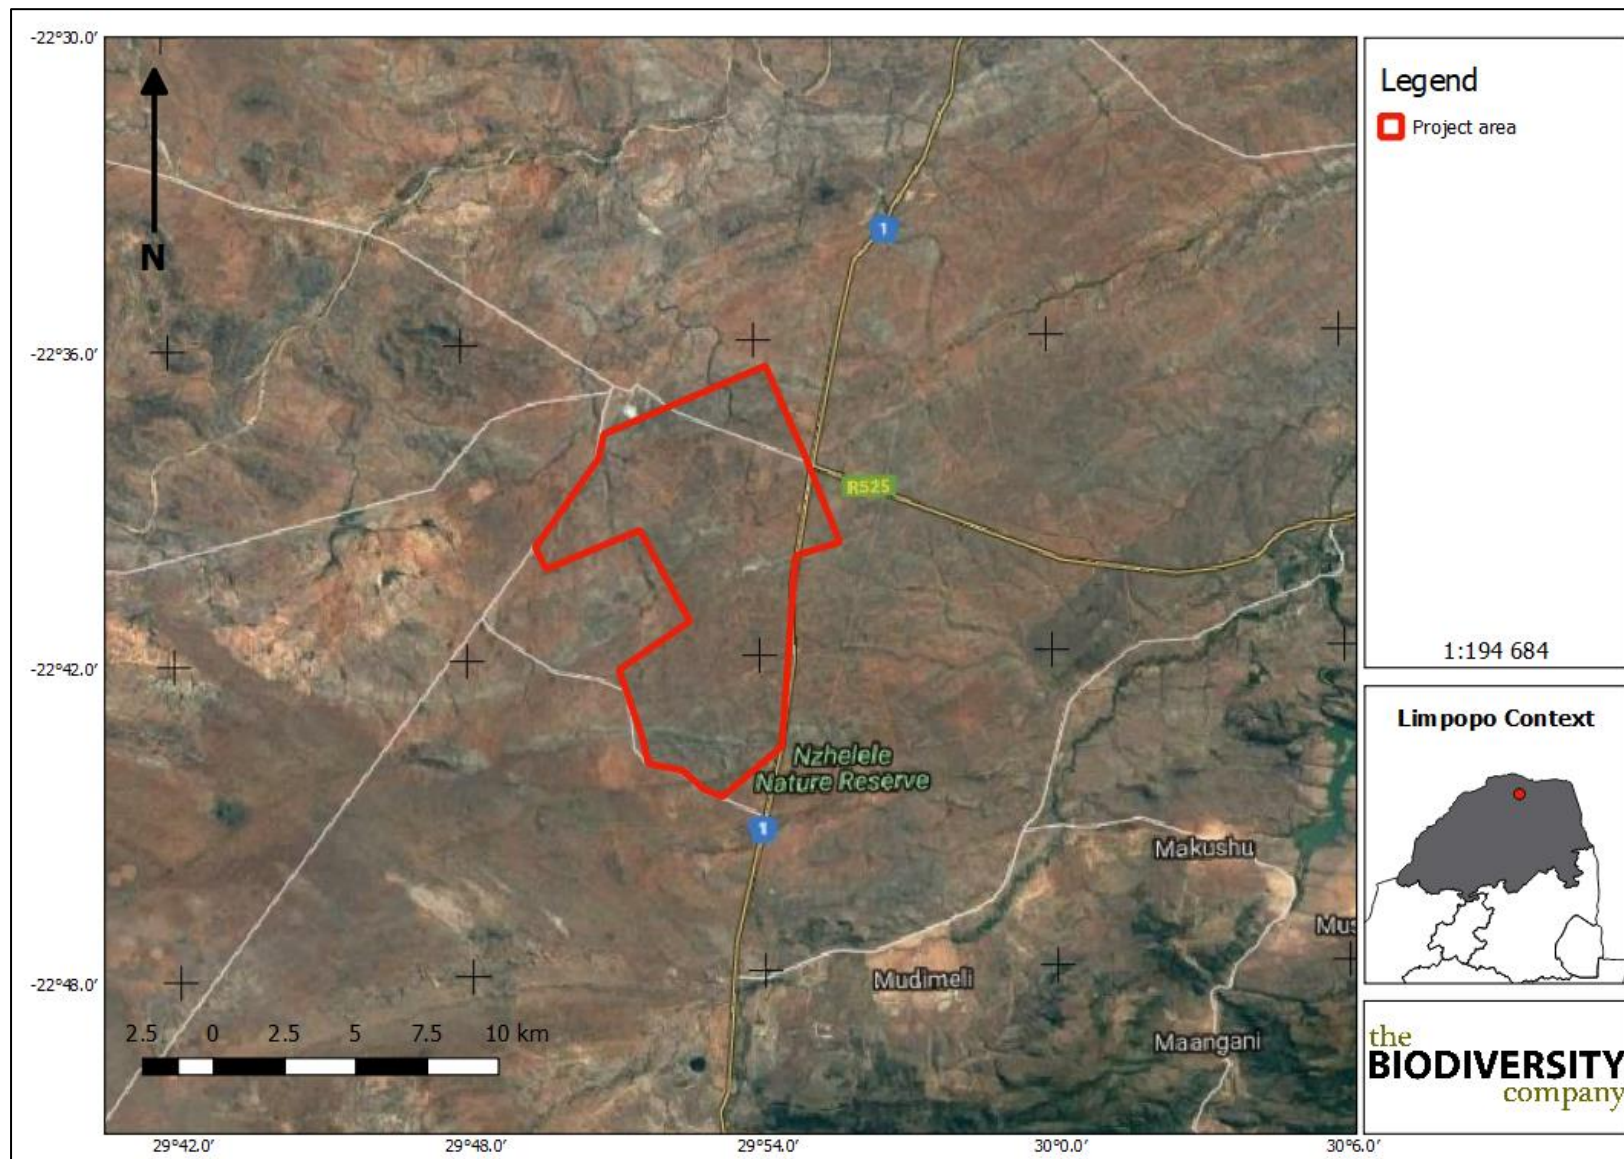 -22°30.0'
-22°36.0'
-22°42.0'
-22°48.0'
N
1
R525
Nzhelele
Nature Reserve
1
Makushu
Mus
Mudimeli
Maangani
2.5 0 2.5 5 7.5 10 km
29°42.0' 29°48.0' 29°54.0' 30°0.0' 30°6.0'
Legend
Project area
1:194 684
Limpopo Context
the
BIODIVERSITY
company